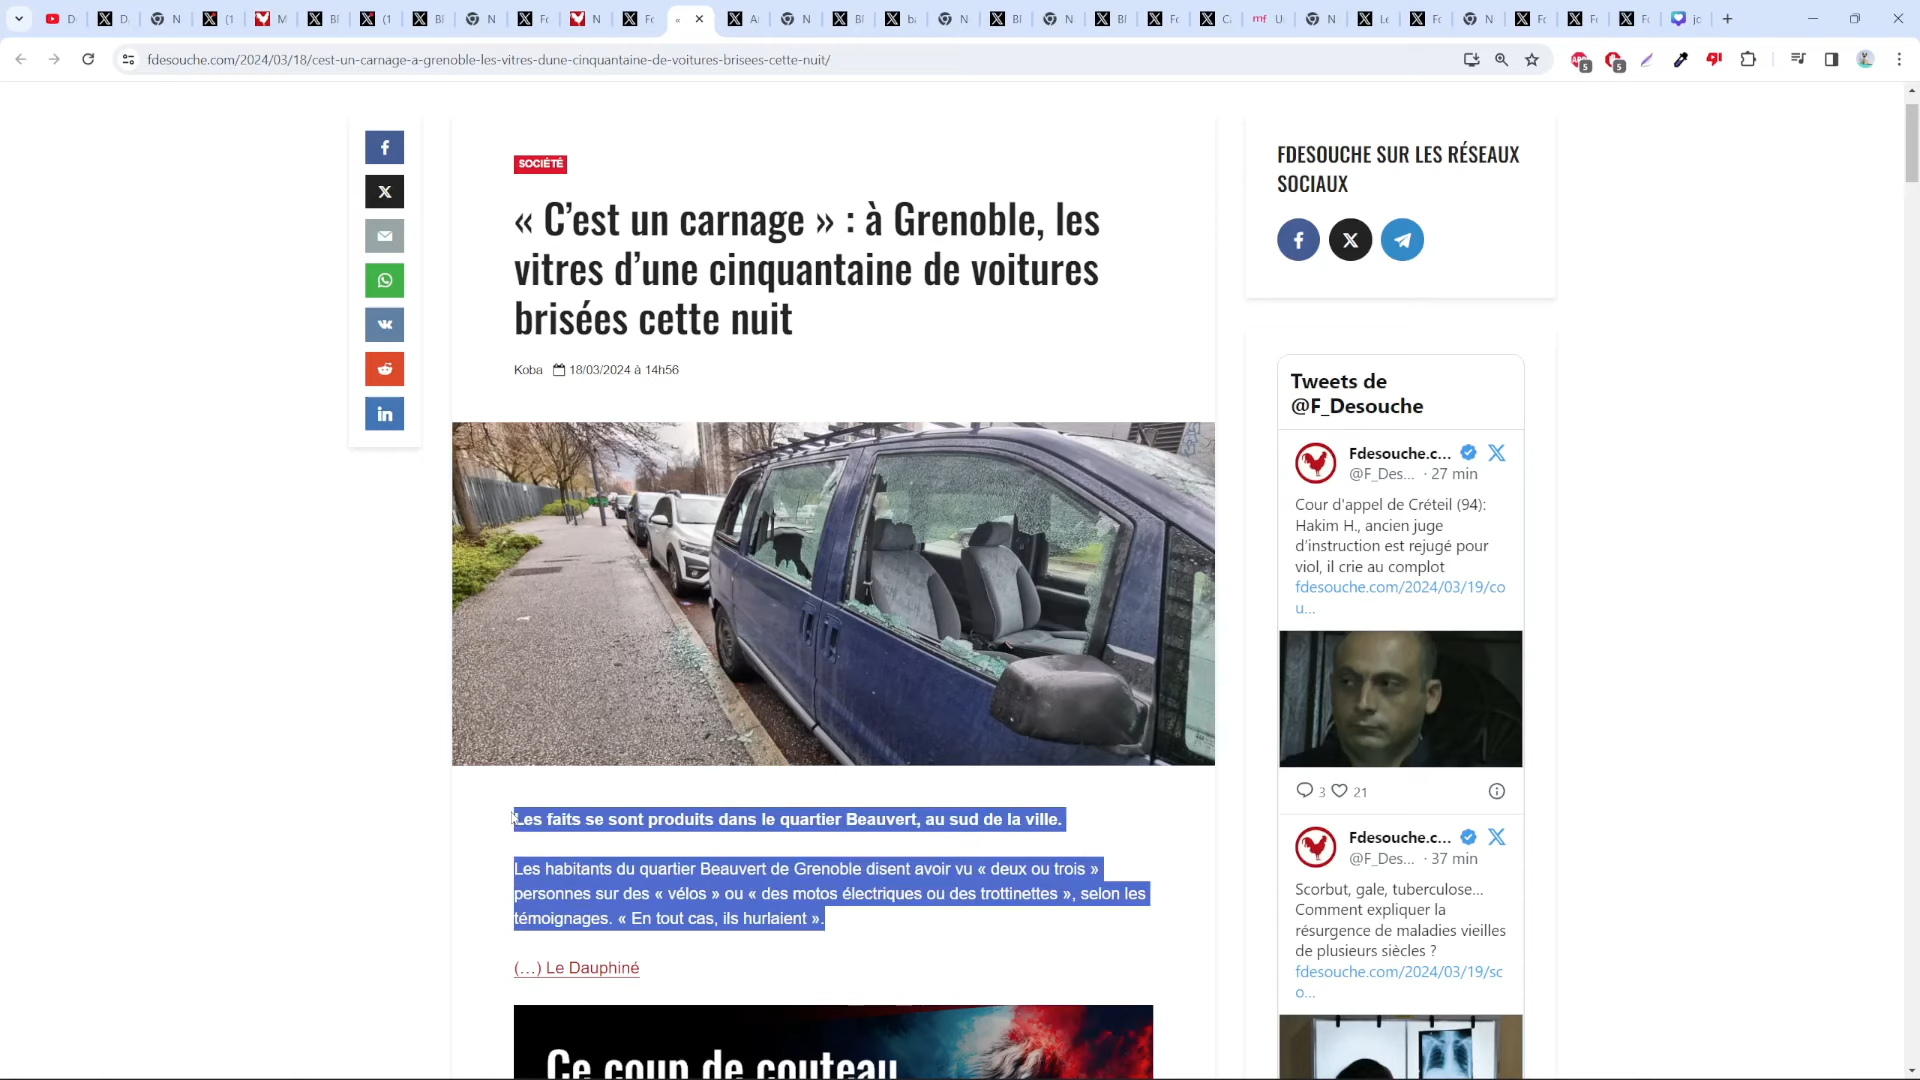 fdesouche.com/2024/03/18/cest-un-carnage-a-grenoble-les-vitres-dune-cinquantaine-de-voitures-brisees-cette-nuit/
SOCIÉTÉ
« C’est un carnage » : à Grenoble, les
vitres d’une cinquantaine de voitures
brisées cette nuit
Koba 18/03/2024 à 14h56
Les faits se sont produits dans le quartier Beauvert, au sud de la ville.
Les habitants du quartier Beauvert de Grenoble disent avoir vu « deux ou trois »
personnes sur des « vélos » ou « des motos électriques ou des trottinettes », selon les
témoignages. « En tout cas, ils hurlaient ».
(…) Le Dauphiné
Ce coup de couteau
FDESOUCHE SUR LES RÉSEAUX
SOCIAUX
Tweets de
@F_Desouche
Fdesouche.c...
@F_Des... · 27 min
Cour d'appel de Créteil (94):
Hakim H., ancien juge
d’instruction est rejugé pour
viol, il crie au complot
fdesouche.com/2024/03/19/co
u...
3 21
Fdesouche.c...
@F_Des... · 37 min
Scorbut, gale, tuberculose...
Comment expliquer la
résurgence de maladies vieilles
de plusieurs siècles ?
fdesouche.com/2024/03/19/sc
o...